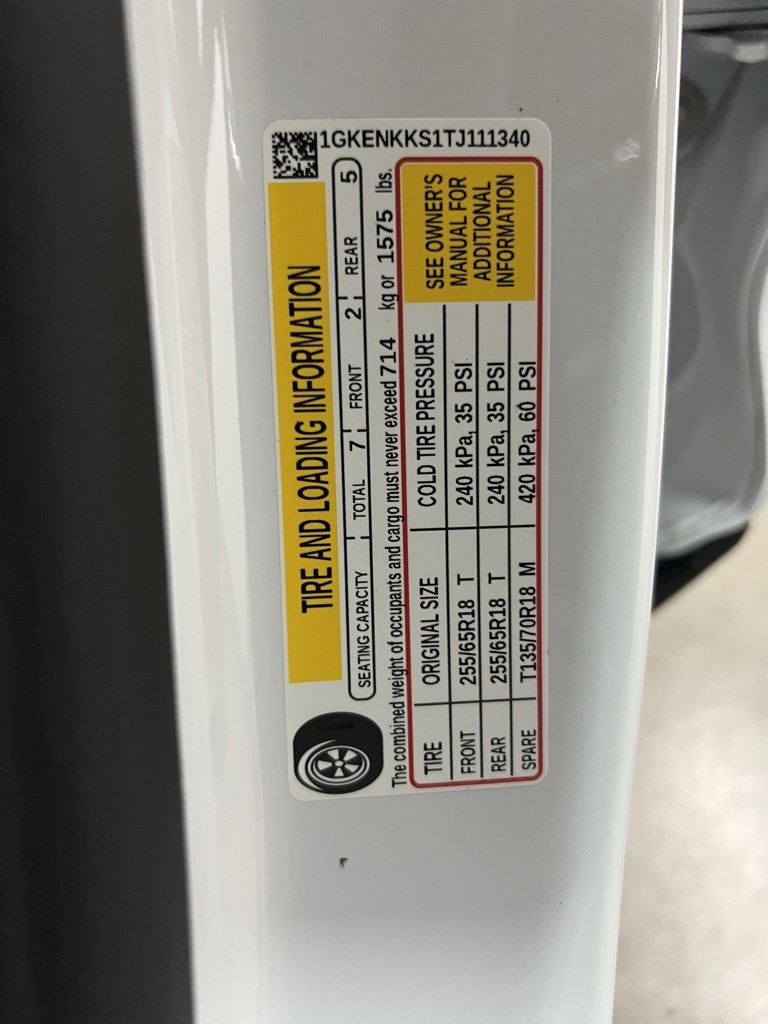 1GKENKKS1TJ111340
TIRE AND LOADING INFORMATION
SEATING CAPACITY TOTAL 7 FRONT 2 REAR 5
The combined weight of occupants and cargo must never exceed 714 kg or 1575 lbs.
TIRE ORIGINAL SIZE COLD TIRE PRESSURE
FRONT 255/65R18 T 240 kPa, 35 PSI
REAR 255/65R18 T 240 kPa, 35 PSI
SPARE T135/70R18 M 420 kPa, 60 PSI
SEE OWNER'S
MANUAL FOR
ADDITIONAL
INFORMATION